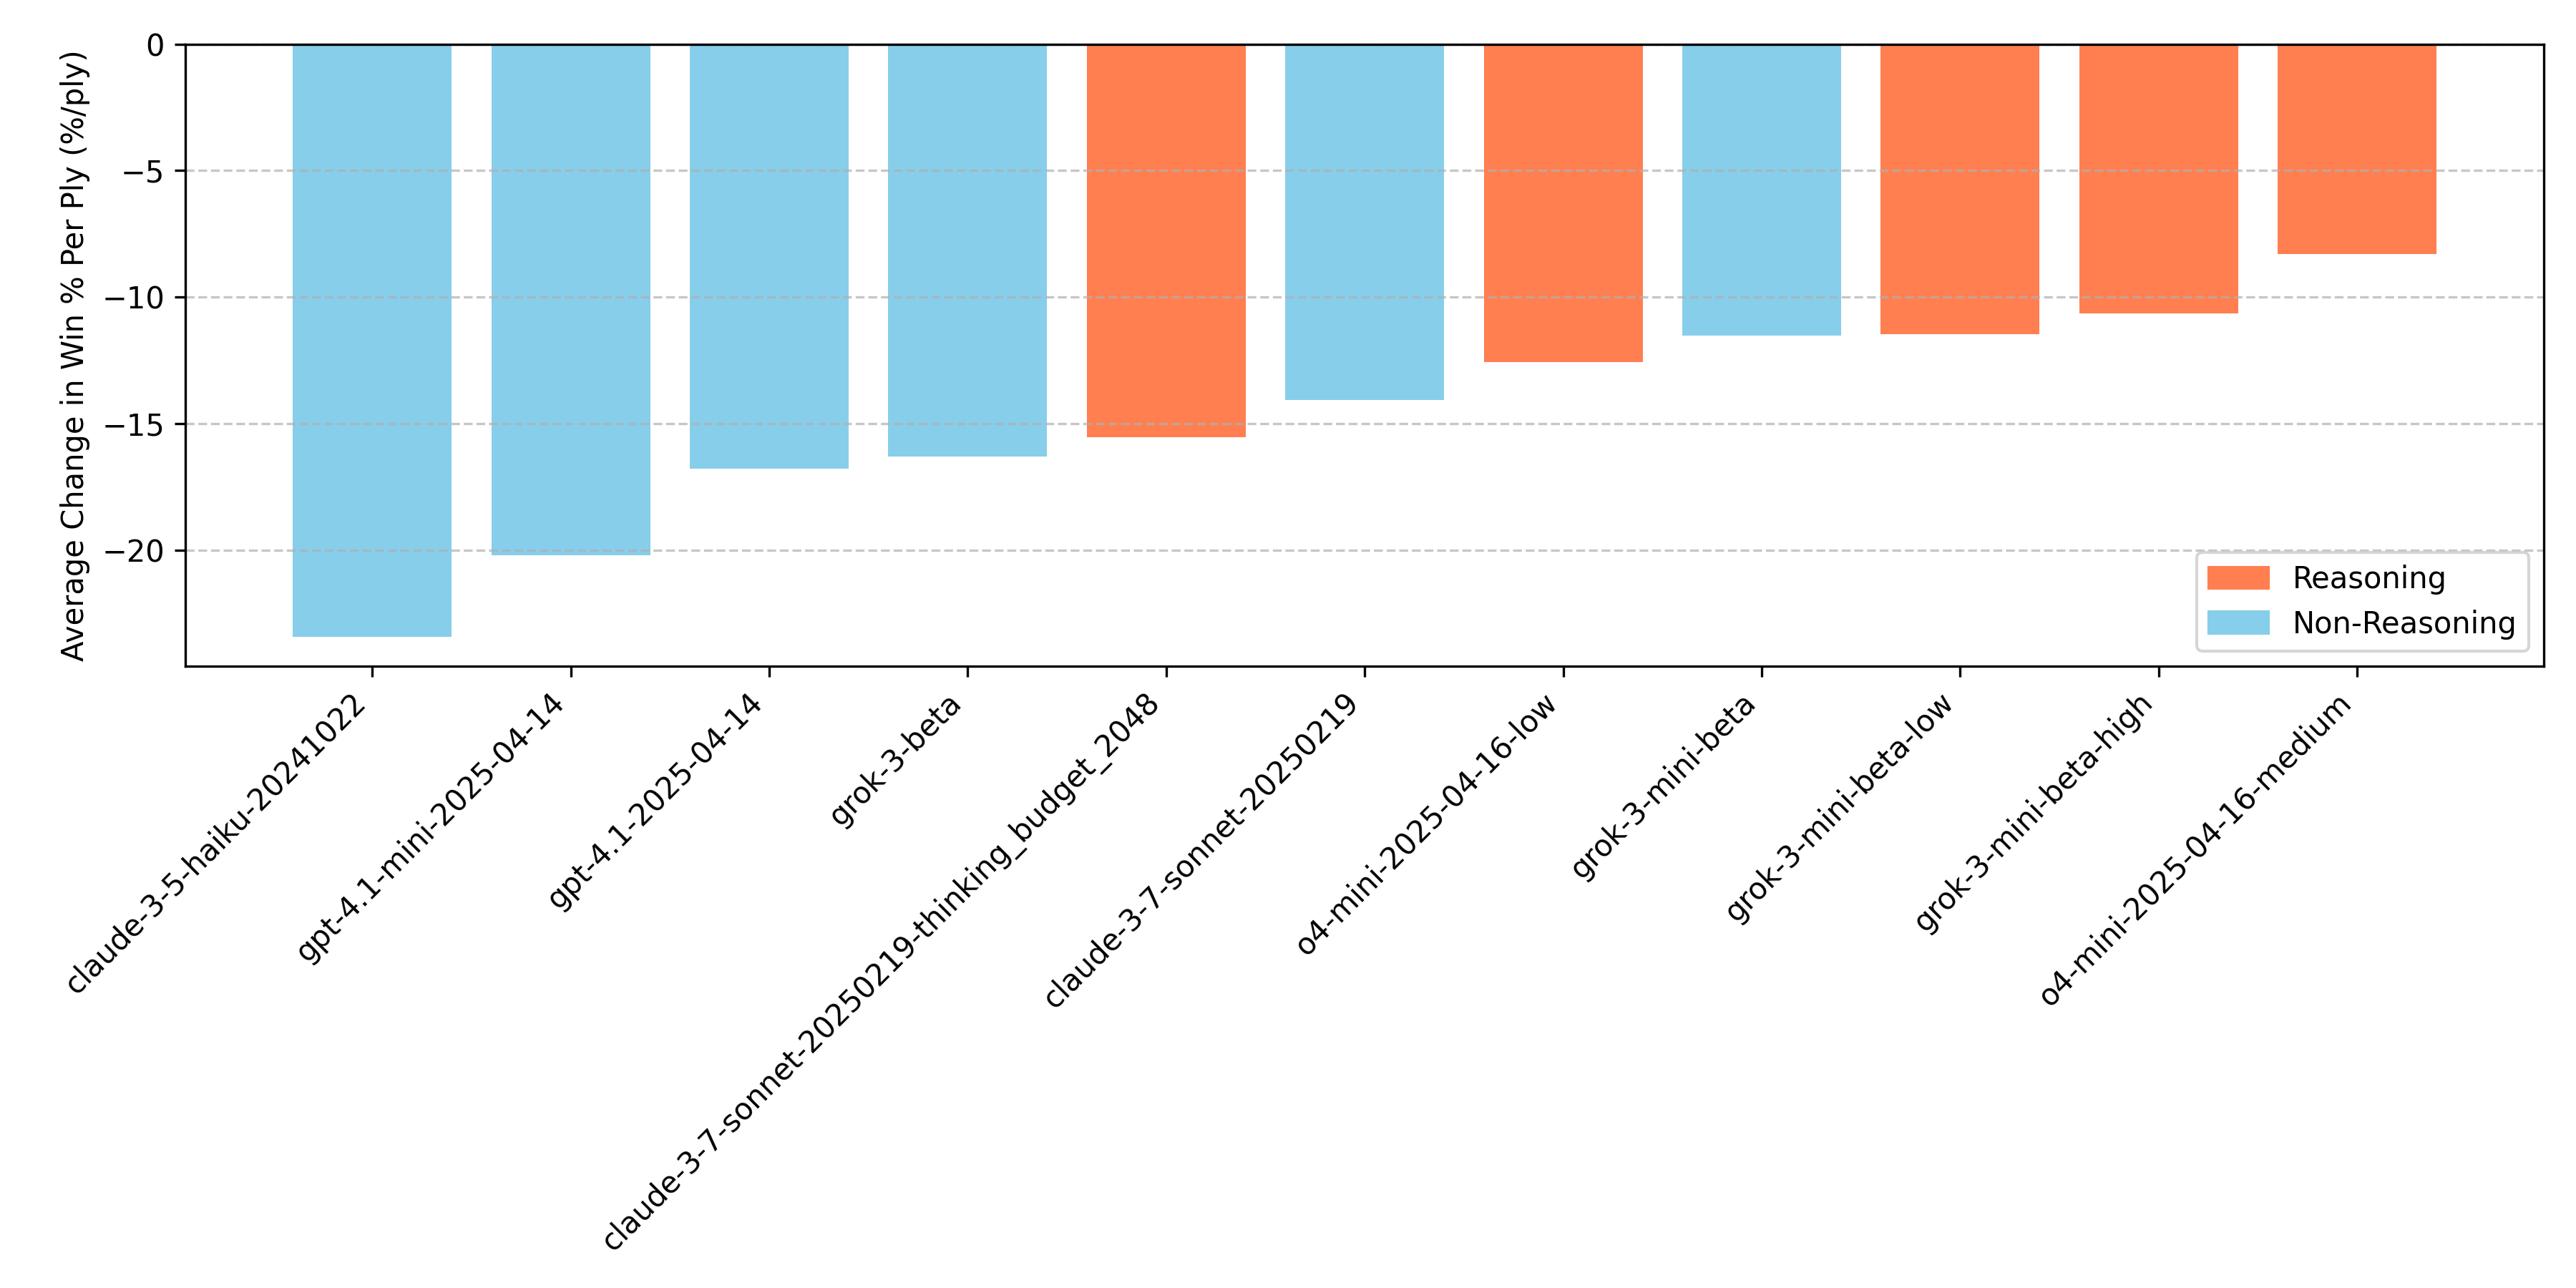 Average Change in Win % Per Ply (%/ply)
0
−5
−10
−15
−20
Reasoning
Non-Reasoning
claude-3-5-haiku-20241022
gpt-4.1-mini-2025-04-14
gpt-4.1-2025-04-14
grok-3-beta
claude-3-7-sonnet-20250219-thinking_budget_2048
claude-3-7-sonnet-20250219
o4-mini-2025-04-16-low
grok-3-mini-beta
grok-3-mini-beta-low
grok-3-mini-beta-high
o4-mini-2025-04-16-medium